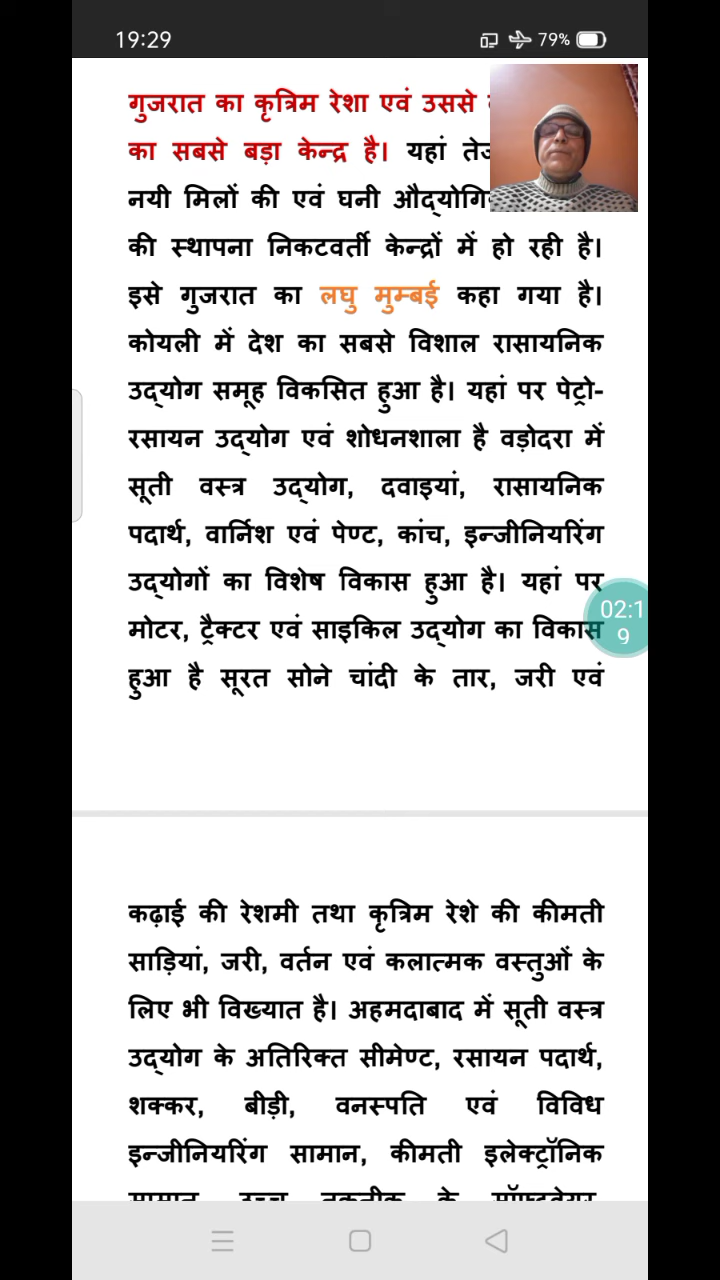 19:29
79%
गुजरात का कृत्रिम रेशा एवं उससे
का सबसे बड़ा केन्द्र है। यहां
नयी मिलों की एवं घनी
की स्थापना निकटवर्ती केन्द्रों में हो रही है।
इसे गुजरात का लघु मुम्बई कहा गया है।
कोयली में देश का सबसे विशाल रासायनिक
उद्योग समूह विकसित हुआ है। यहां पर पेट्रो-
रसायन उद्योग एवं शोधनशाला है वड़ोदरा में
सूती वस्त्र उद्योग, दवाइयां, रासायनिक
पदार्थ, वार्निश एवं पेण्ट, कांच, इन्जीनियरिंग
उद्योगों का विशेष विकास हुआ है। यहां पर
मोटर, ट्रैक्टर एवं साइकिल उद्योग का विकास
हुआ है सूरत सोने चांदी के तार, जरी एवं
02:1
9
कढ़ाई की रेशमी तथा कृत्रिम रेशे की कीमती
साड़ियां, जरी, वर्तन एवं कलात्मक वस्तुओं के
लिए भी विख्यात है। अहमदाबाद में सूती वस्त्र
उद्योग के अतिरिक्त सीमेण्ट, रसायन पदार्थ,
शक्कर, बीड़ी, वनस्पति एवं विविध
इन्जीनियरिंग सामान, कीमती इलेक्ट्रॉनिक